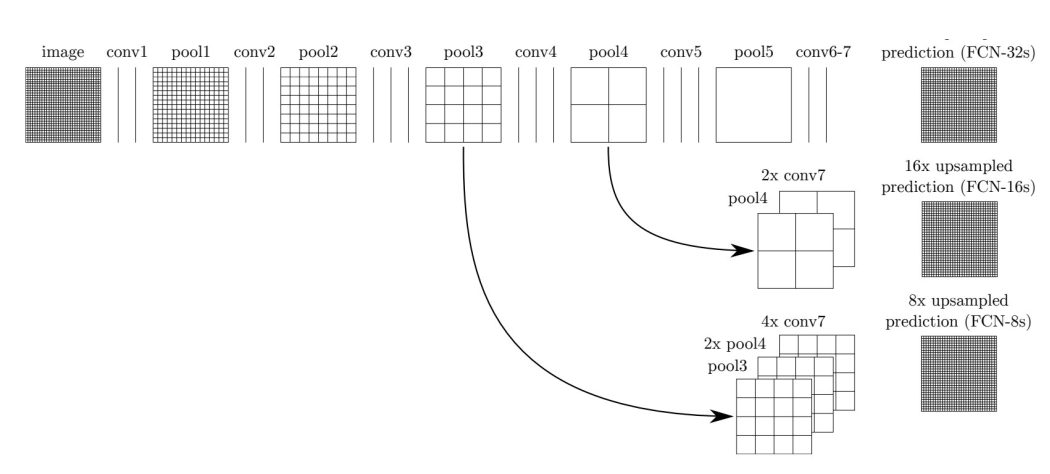 image conv1 pool1 conv2 pool2 conv3 pool3 conv4 pool4 conv5 pool5 conv6-7
prediction (FCN-32s)
16x upsampled
prediction (FCN-16s)
2x conv7
pool4
8x upsampled
prediction (FCN-8s)
4x conv7
2x pool4
pool3